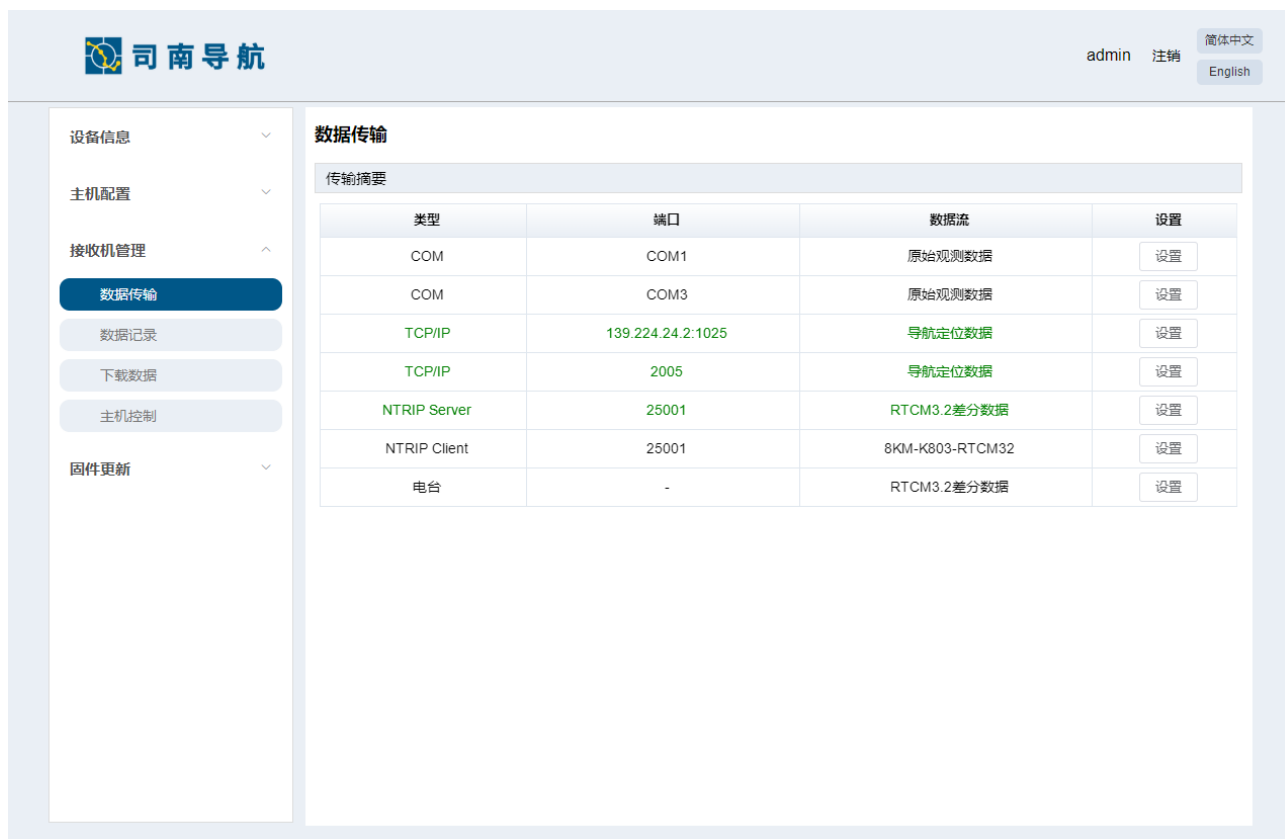 司南导航
admin 注销 简体中文
English
设备信息
主机配置
接收机管理
数据传输
数据记录
下载数据
主机控制
固件更新
数据传输
传输摘要
类型 端口 数据流 设置
COM COM1 原始观测数据 设置
COM COM3 原始观测数据 设置
TCP/IP 139.224.24.2:1025 导航定位数据 设置
TCP/IP 2005 导航定位数据 设置
NTRIP Server 25001 RTCM3.2差分数据 设置
NTRIP Client 25001 8KM-K803-RTCM32 设置
电台 - RTCM3.2差分数据 设置